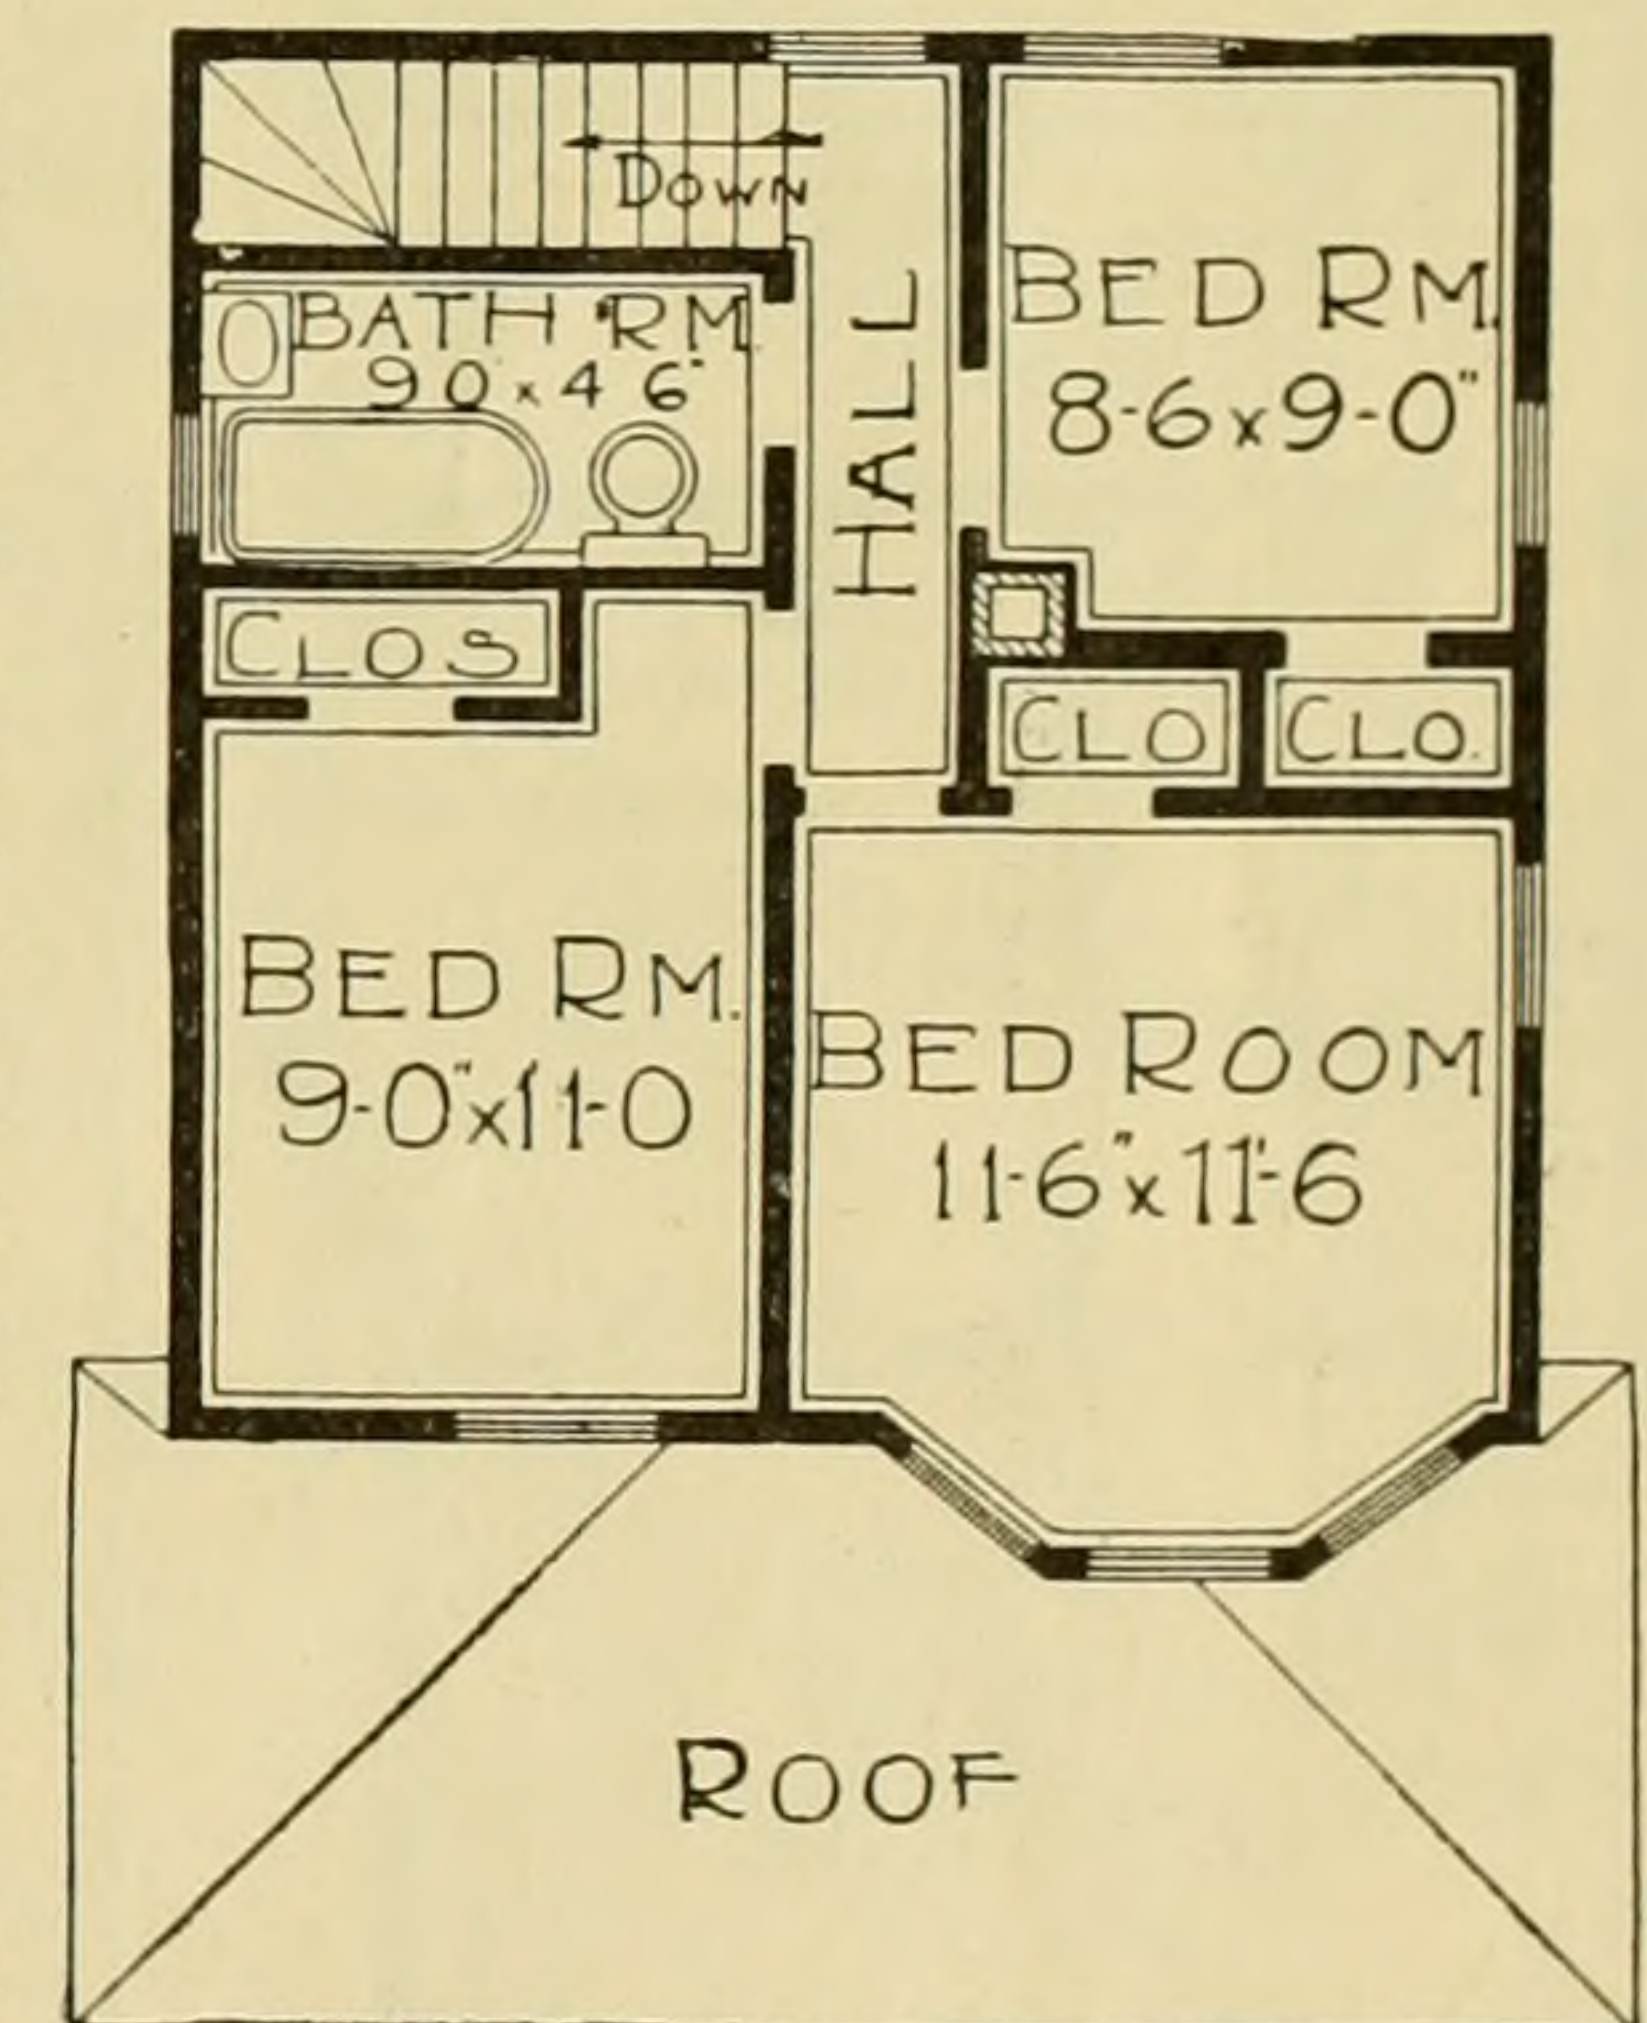 DOWN
BATH RM
9 0 x 4 6"
HALL
BED RM.
8-6 x 9-0"
CLOS
CLO
CLO.
BED RM.
9-0" x 11-0
BED ROOM
11-6" x 11'-6
ROOF